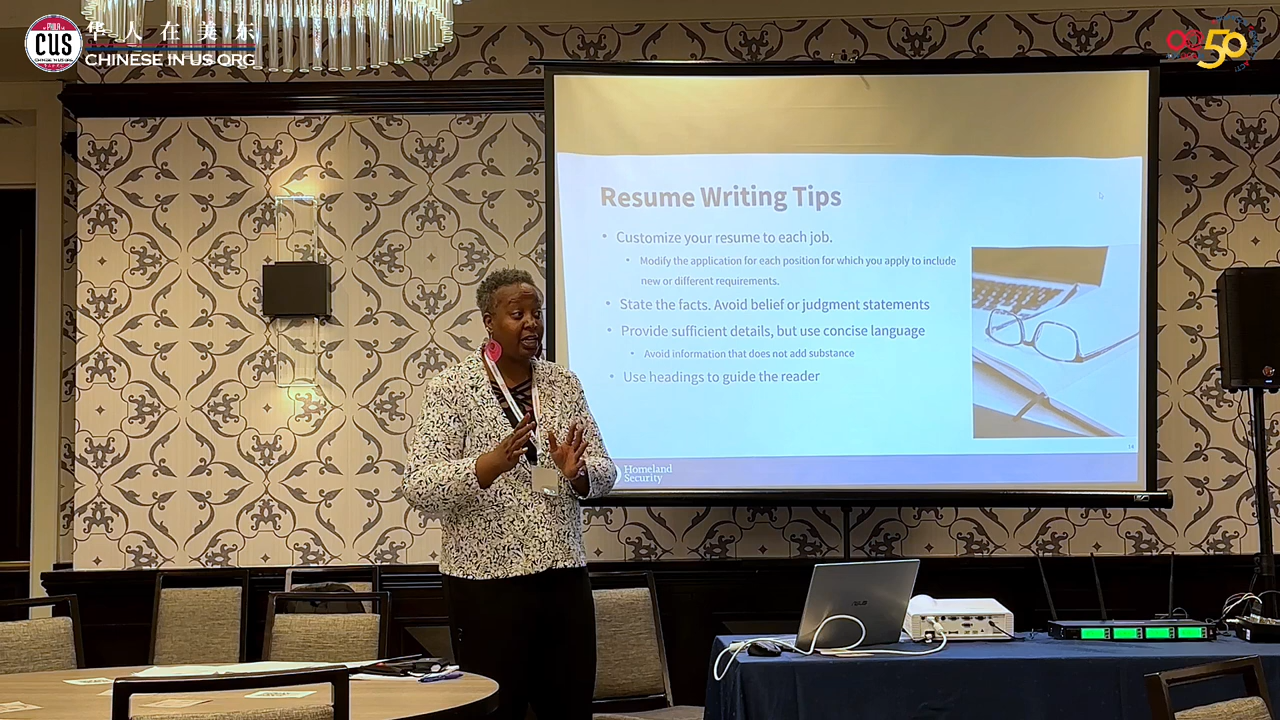 CUS
华人在美东
CHINESE IN US.ORG
50
Resume Writing Tips
• Customize your resume to each job.
• Modify the application for each position for which you apply to include
new or different requirements.
• State the facts. Avoid belief or judgment statements
• Provide sufficient details, but use concise language
• Avoid information that does not add substance
• Use headings to guide the reader
14
Homeland
Security